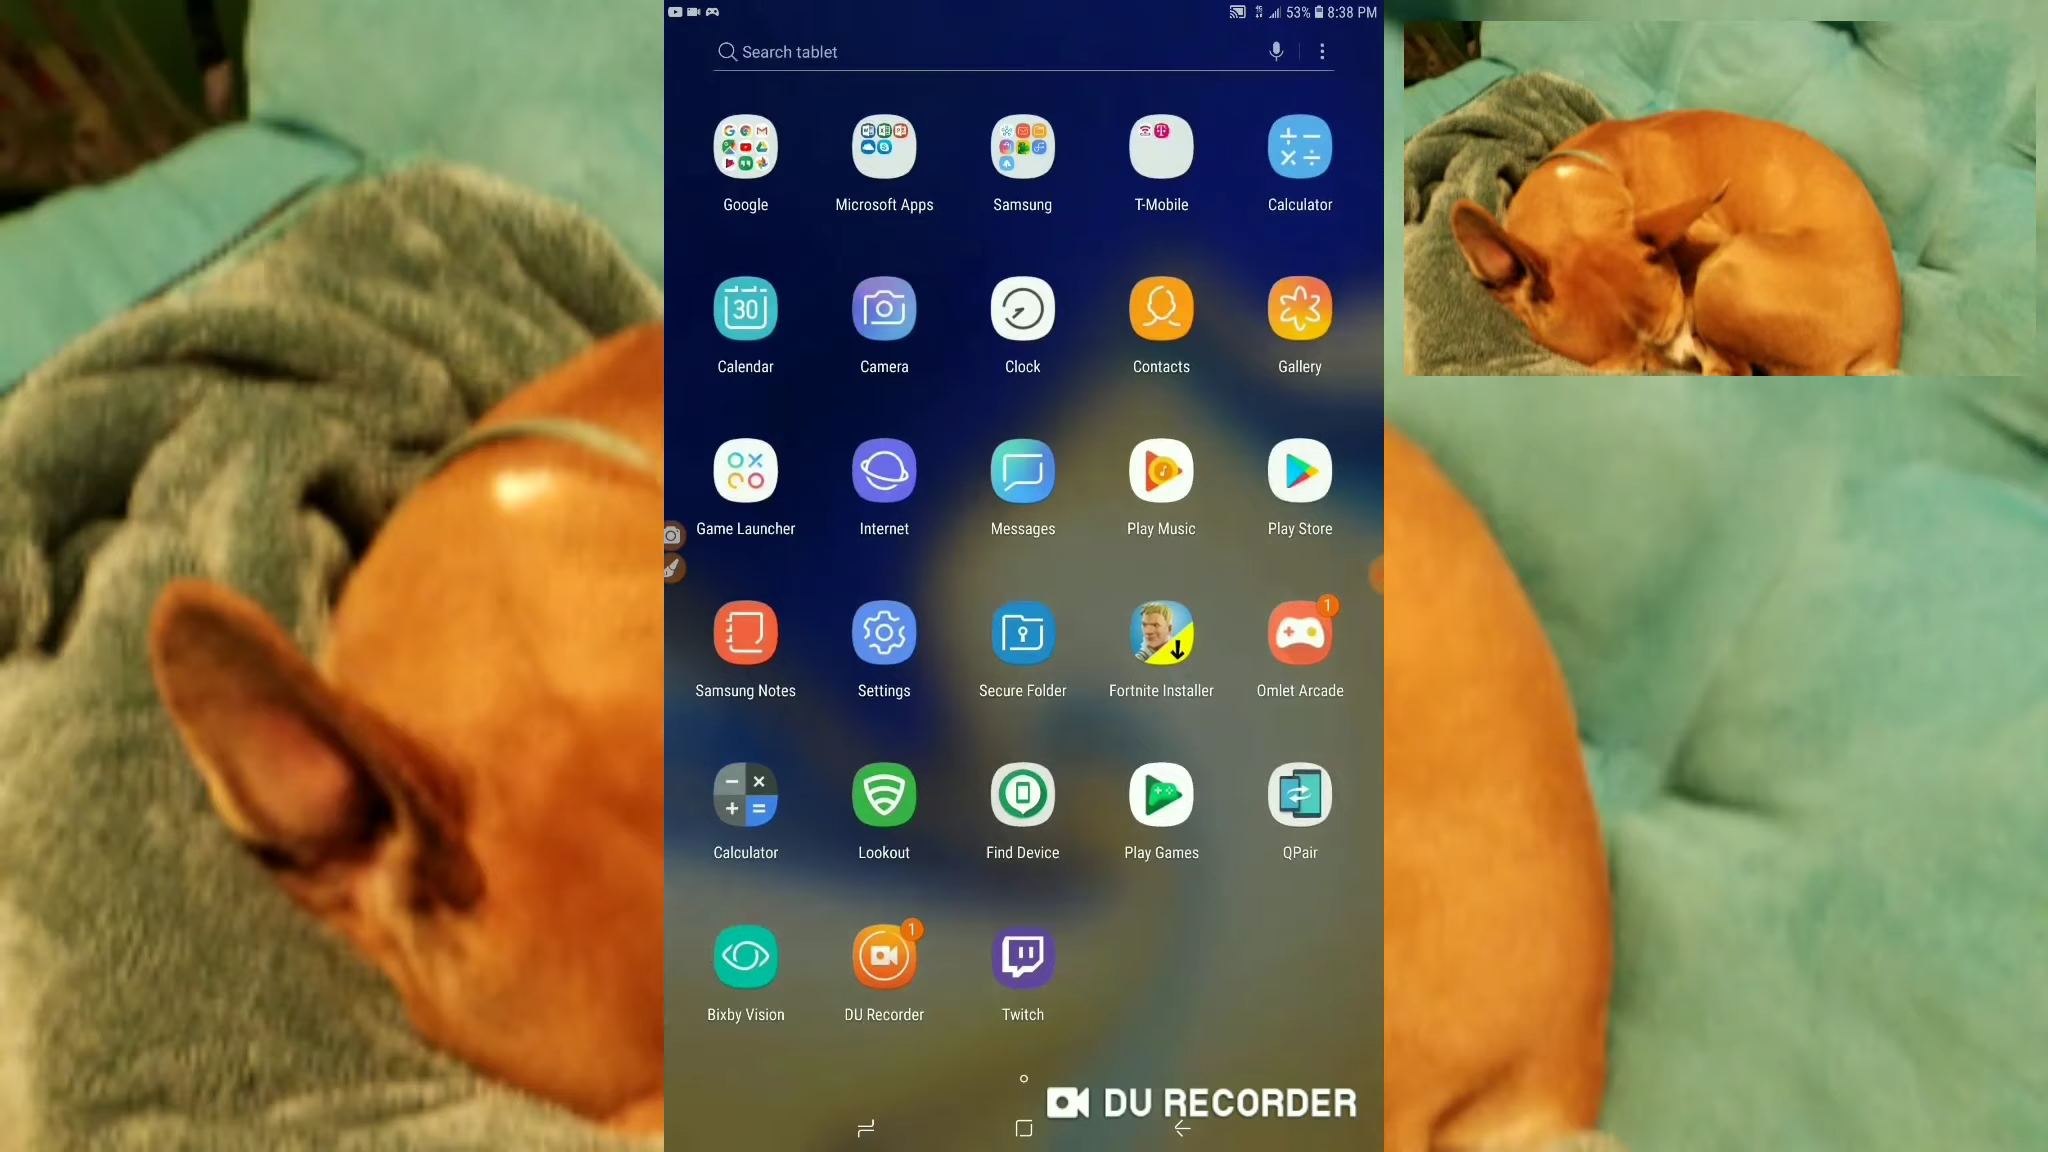 53% 8:38 PM
Search tablet
Google Microsoft Apps Samsung T-Mobile Calculator
30
Calendar Camera Clock Contacts Gallery
Game Launcher Internet Messages Play Music Play Store
1
Samsung Notes Settings Secure Folder Fortnite Installer Omlet Arcade
Calculator Lookout Find Device Play Games QPair
1
Bixby Vision DU Recorder Twitch
DU RECORDER